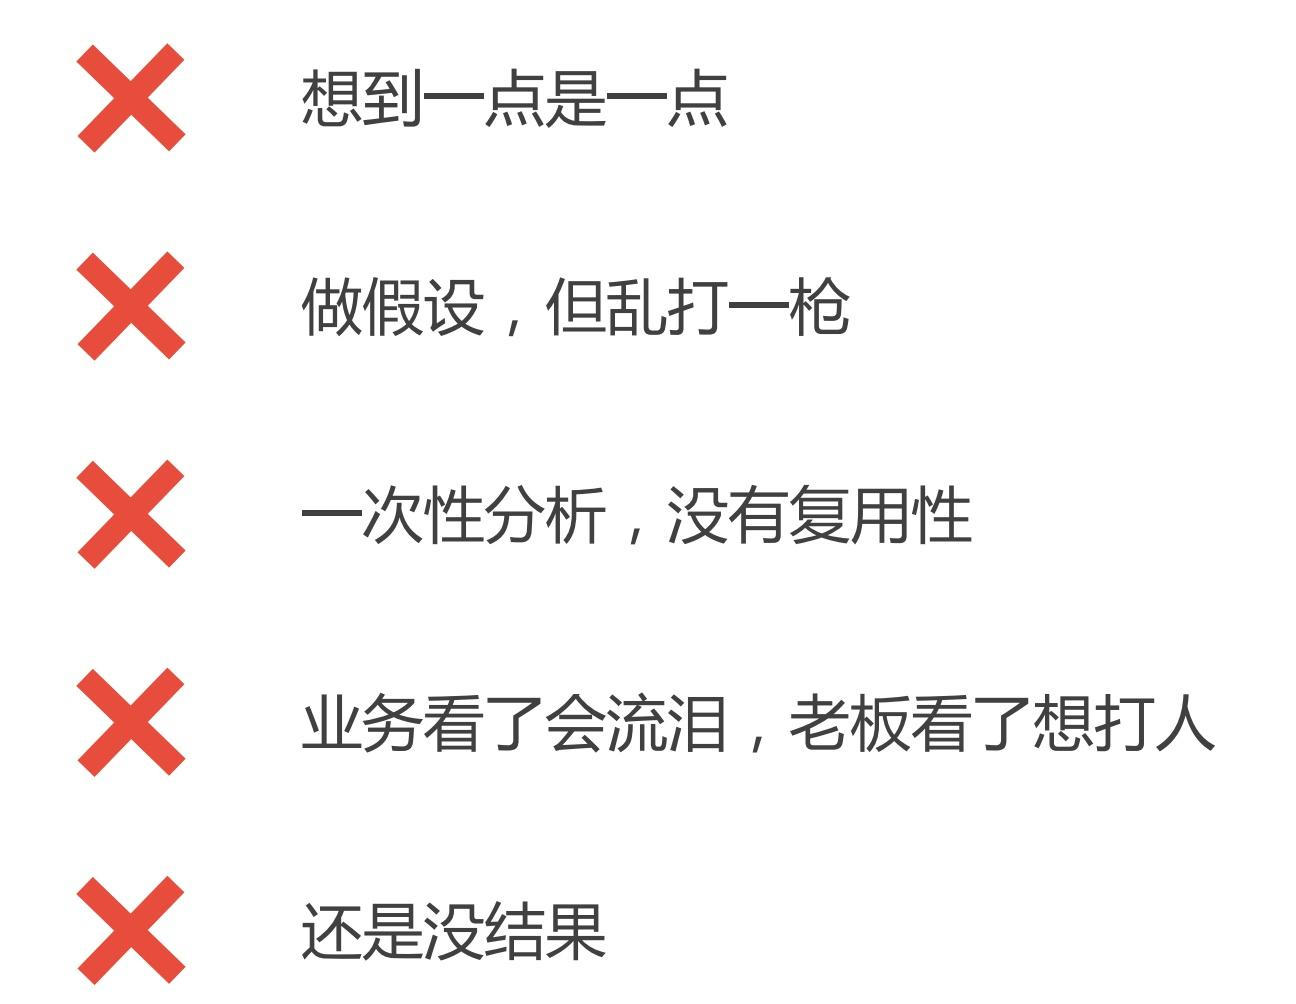 想到一点是一点
做假设，但乱打一枪
一次性分析，没有复用性
业务看了会流泪，老板看了想打人
还是没结果